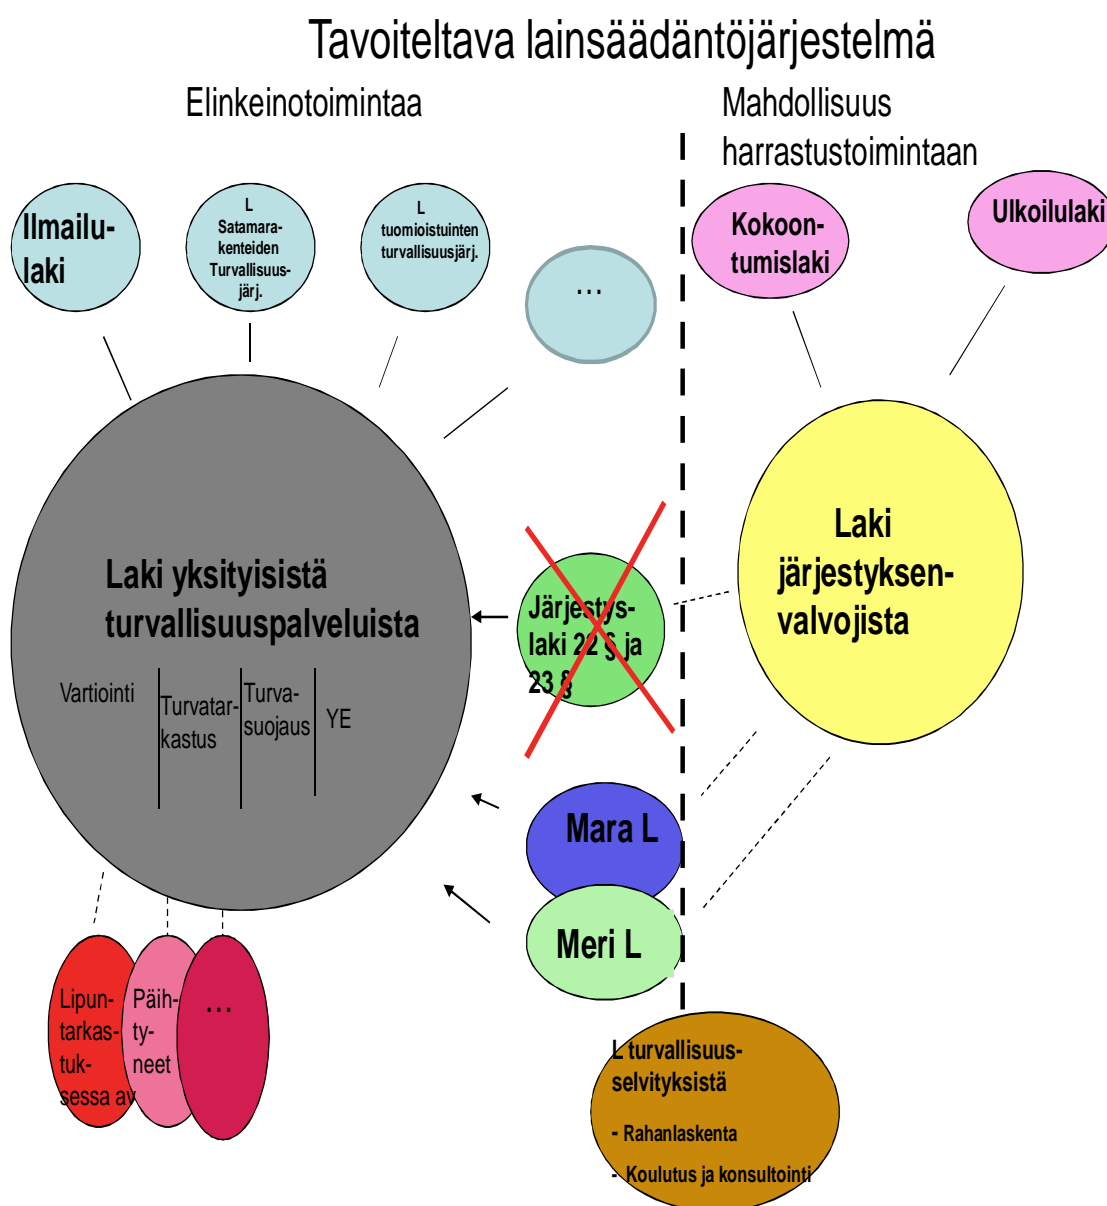 Tavoiteltava lainsäädäntöjärjestelmä
Elinkeinotoimintaa
Mahdollisuus
harrastustoimintaan
Ilmailu-
laki
L
Satamara-
kenteiden
Turvallisuus-
järj.
L
tuomioistuinten
turvallisuusjärj.
...
Kokoon-
tumislaki
Ulkoilulaki
Laki yksityisistä
turvallisuuspalveluista
Vartiointi
Turvatar-
kastus
Turva-
suojaus
YE
Järjestys-
laki 22 § ja
23 §
Laki
järjestyksen-
valvojista
Mara L
Meri L
Lipun-
tarkas-
tuk-
sessa av
Päih-
ty-
neet
...
L turvallisuus-
selvityksistä
- Rahanlaskenta
- Koulutus ja konsultointi